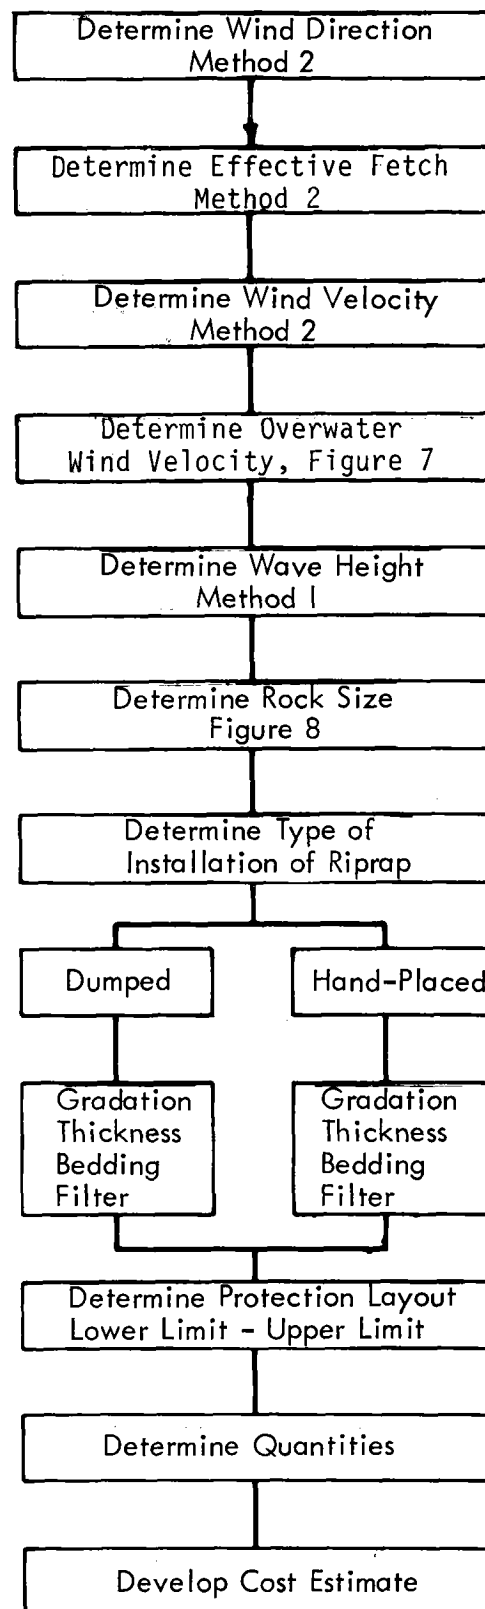 Determine Wind Direction
Method 2
Determine Effective Fetch
Method 2
Determine Wind Velocity
Method 2
Determine Overwater
Wind Velocity, Figure 7
Determine Wave Height
Method 1
Determine Rock Size
Figure 8
Determine Type of
Installation of Riprap
Dumped
Hand-Placed
Gradation
Thickness
Bedding
Filter
Gradation
Thickness
Bedding
Filter
Determine Protection Layout
Lower Limit - Upper Limit
Determine Quantities
Develop Cost Estimate